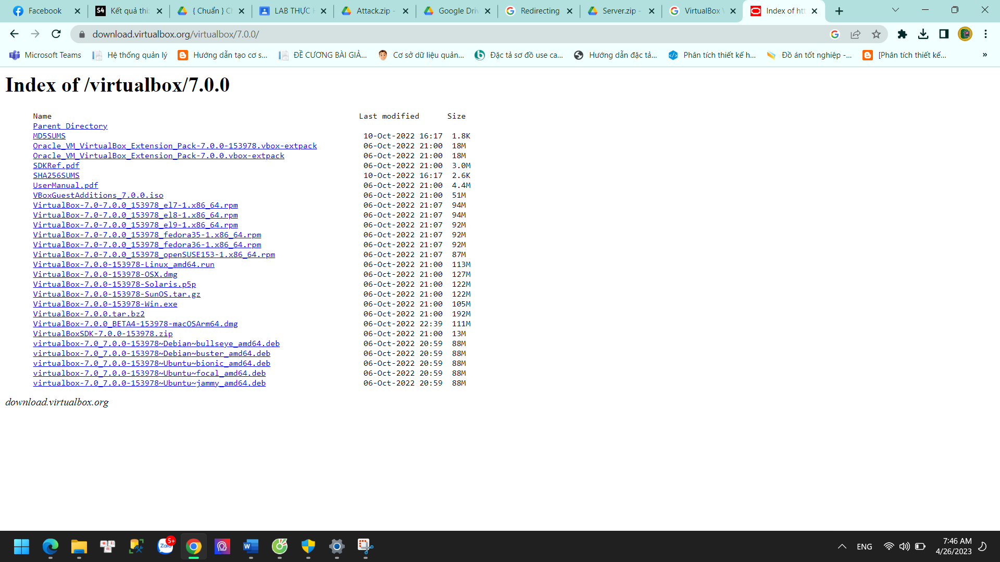 Facebook
Kết quả thi
{ Chuẩn } C
LAB THỰC
Attack.zip -
Google Driv
Redirecting
Server.zip -
VirtualBox
Index of htt
download.virtualbox.org/virtualbox/7.0.0/
Microsoft Teams
Hệ thống quản lý
Hướng dẫn tạo cơ s...
ĐỀ CƯƠNG BÀI GIẢ...
Cơ sở dữ liệu quản...
Đặc tả sơ đồ use ca...
Hướng dẫn đặc tả...
Phân tích thiết kế h...
Đồ án tốt nghiệp -...
[Phân tích thiết kế...
»
Index of /virtualbox/7.0.0
Name Last modified Size
Parent Directory
MD5SUMS 10-Oct-2022 16:17 1.8K
Oracle_VM_VirtualBox_Extension_Pack-7.0.0-153978.vbox-extpack 06-Oct-2022 21:00 18M
Oracle_VM_VirtualBox_Extension_Pack-7.0.0.vbox-extpack 06-Oct-2022 21:00 18M
SDKRef.pdf 06-Oct-2022 21:00 3.0M
SHA256SUMS 10-Oct-2022 16:17 2.6K
UserManual.pdf 06-Oct-2022 21:00 4.4M
VBoxGuestAdditions_7.0.0.iso 06-Oct-2022 21:00 51M
VirtualBox-7.0-7.0.0_153978_el7-1.x86_64.rpm 06-Oct-2022 21:07 94M
VirtualBox-7.0-7.0.0_153978_el8-1.x86_64.rpm 06-Oct-2022 21:07 94M
VirtualBox-7.0-7.0.0_153978_el9-1.x86_64.rpm 06-Oct-2022 21:07 92M
VirtualBox-7.0-7.0.0_153978_fedora35-1.x86_64.rpm 06-Oct-2022 21:07 92M
VirtualBox-7.0-7.0.0_153978_fedora36-1.x86_64.rpm 06-Oct-2022 21:07 92M
VirtualBox-7.0-7.0.0_153978_openSUSE153-1.x86_64.rpm 06-Oct-2022 21:07 87M
VirtualBox-7.0.0-153978-Linux_amd64.run 06-Oct-2022 21:00 113M
VirtualBox-7.0.0-153978-OSX.dmg 06-Oct-2022 21:00 127M
VirtualBox-7.0.0-153978-Solaris.p5p 06-Oct-2022 21:00 122M
VirtualBox-7.0.0-153978-SunOS.tar.gz 06-Oct-2022 21:00 122M
VirtualBox-7.0.0-153978-Win.exe 06-Oct-2022 21:00 105M
VirtualBox-7.0.0.tar.bz2 06-Oct-2022 21:00 192M
VirtualBox-7.0.0_BETA4-153978-macOSArm64.dmg 06-Oct-2022 22:39 111M
VirtualBoxSDK-7.0.0-153978.zip 06-Oct-2022 21:00 13M
virtualbox-7.0_7.0.0-153978~Debian~bullseye_amd64.deb 06-Oct-2022 20:59 88M
virtualbox-7.0_7.0.0-153978~Debian~buster_amd64.deb 06-Oct-2022 20:59 88M
virtualbox-7.0_7.0.0-153978~Ubuntu~bionic_amd64.deb 06-Oct-2022 20:59 88M
virtualbox-7.0_7.0.0-153978~Ubuntu~focal_amd64.deb 06-Oct-2022 20:59 88M
virtualbox-7.0_7.0.0-153978~Ubuntu~jammy_amd64.deb 06-Oct-2022 20:59 88M
download.virtualbox.org
Zalo 5+
ENG
7:46 AM
4/26/2023